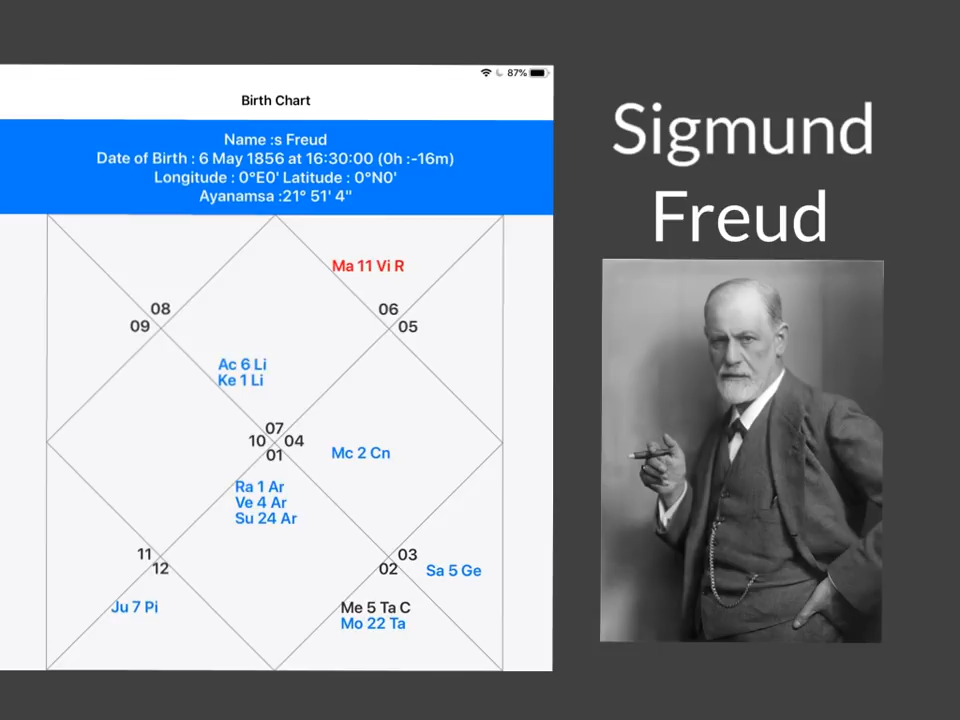 87%
Birth Chart
Name :s Freud
Date of Birth : 6 May 1856 at 16:30:00 (0h :-16m)
Longitude : 0°E0' Latitude : 0°N0'
Ayanamsa :21° 51' 4"
Ma 11 Vi R
08
09
06
05
Ac 6 Li
Ke 1 Li
07
10 04
01
Mc 2 Cn
Ra 1 Ar
Ve 4 Ar
Su 24 Ar
11
12
03
02
Sa 5 Ge
Ju 7 Pi
Me 5 Ta C
Mo 22 Ta
Sigmund
Freud